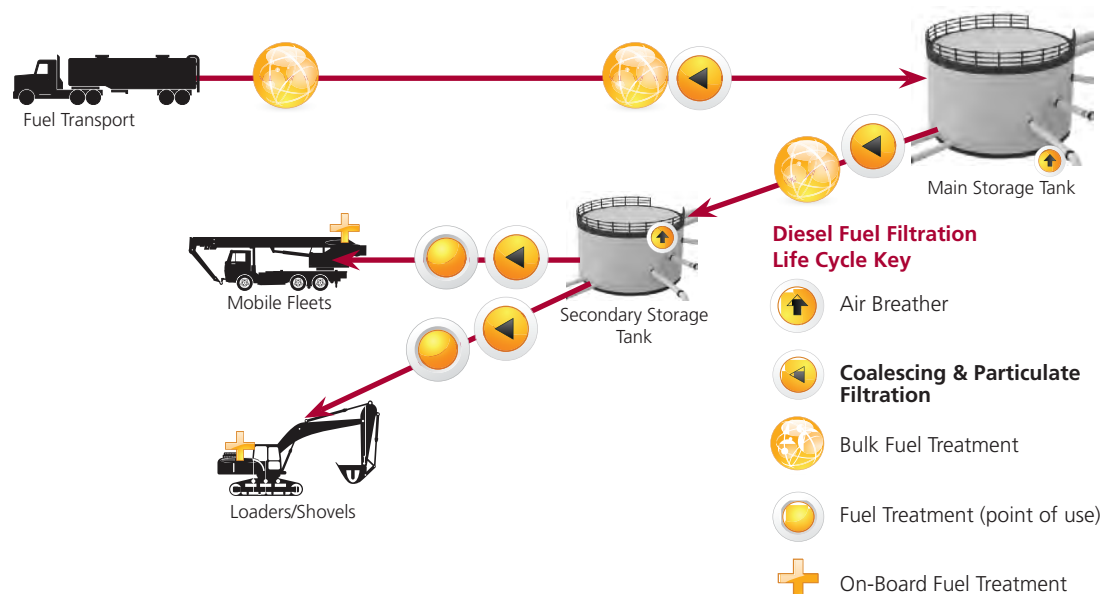 Fuel Transport
Main Storage Tank
Mobile Fleets
Secondary Storage
Tank
Loaders/Shovels
Diesel Fuel Filtration
Life Cycle Key
Air Breather
Coalescing & Particulate
Filtration
Bulk Fuel Treatment
Fuel Treatment (point of use)
On-Board Fuel Treatment